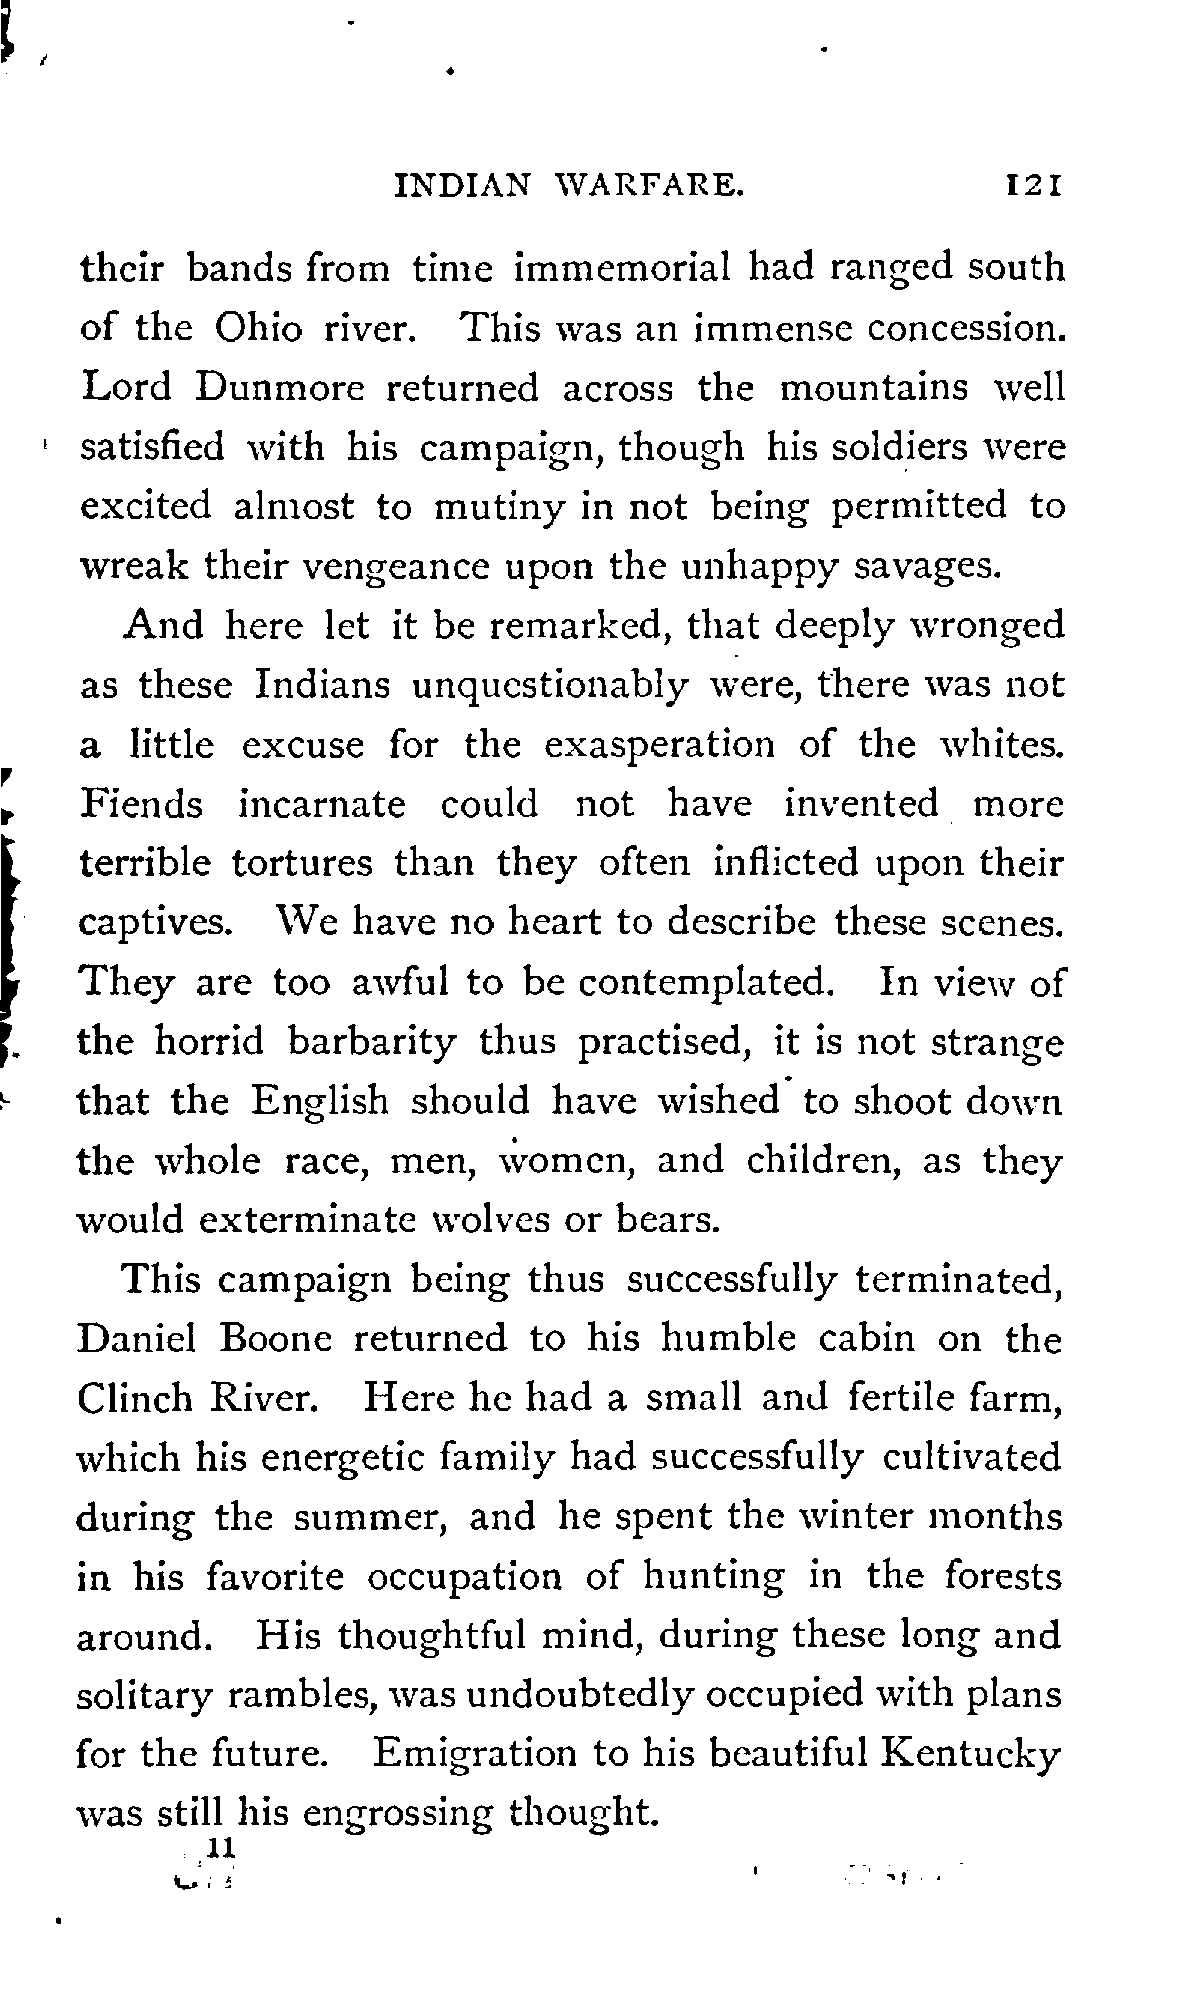 INDIAN WARFARE. 121
their bands from time immemorial had ranged south
of the Ohio river. This was an immense concession.
Lord Dunmore returned across the mountains well
satisfied with his campaign, though his soldiers were
excited almost to mutiny in not being permitted to
wreak their vengeance upon the unhappy savages.
And here let it be remarked, that deeply wronged
as these Indians unquestionably were, there was not
a little excuse for the exasperation of the whites.
Fiends incarnate could not have invented more
terrible tortures than they often inflicted upon their
captives. We have no heart to describe these scenes.
They are too awful to be contemplated. In view of
the horrid barbarity thus practised, it is not strange
that the English should have wished to shoot down
the whole race, men, women, and children, as they
would exterminate wolves or bears.
This campaign being thus successfully terminated,
Daniel Boone returned to his humble cabin on the
Clinch River. Here he had a small and fertile farm,
which his energetic family had successfully cultivated
during the summer, and he spent the winter months
in his favorite occupation of hunting in the forests
around. His thoughtful mind, during these long and
solitary rambles, was undoubtedly occupied with plans
for the future. Emigration to his beautiful Kentucky
was still his engrossing thought.
11